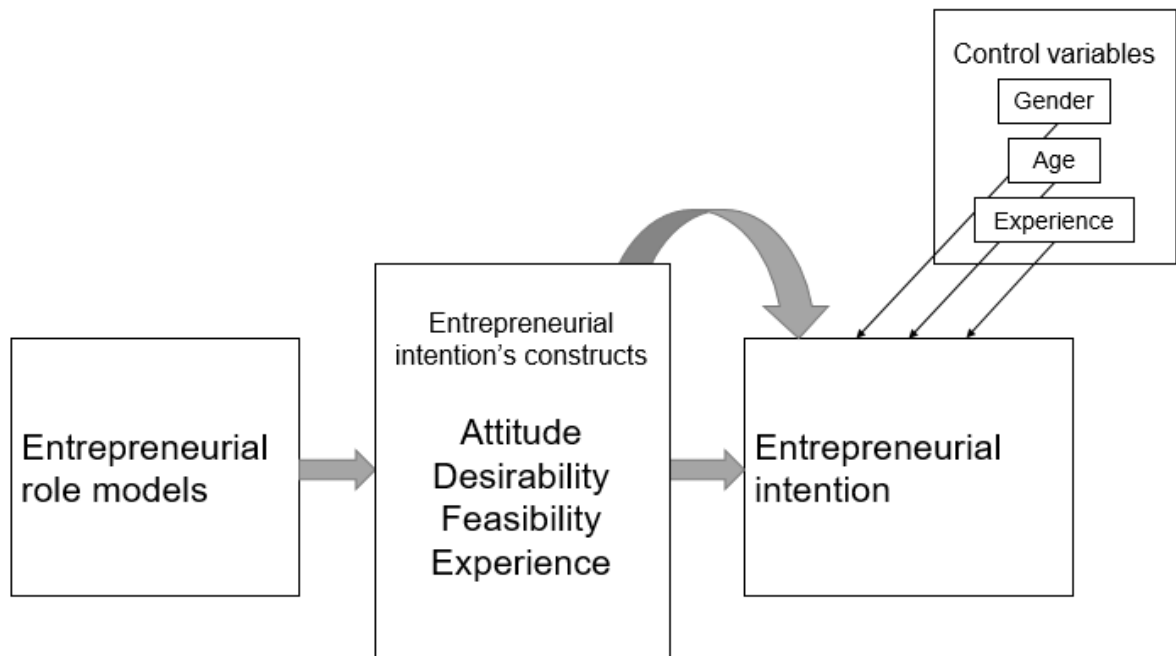 Control variables
Gender
Age
Experience
Entrepreneurial
intention’s constructs
Attitude
Desirability
Feasibility
Experience
Entrepreneurial
role models
Entrepreneurial
intention